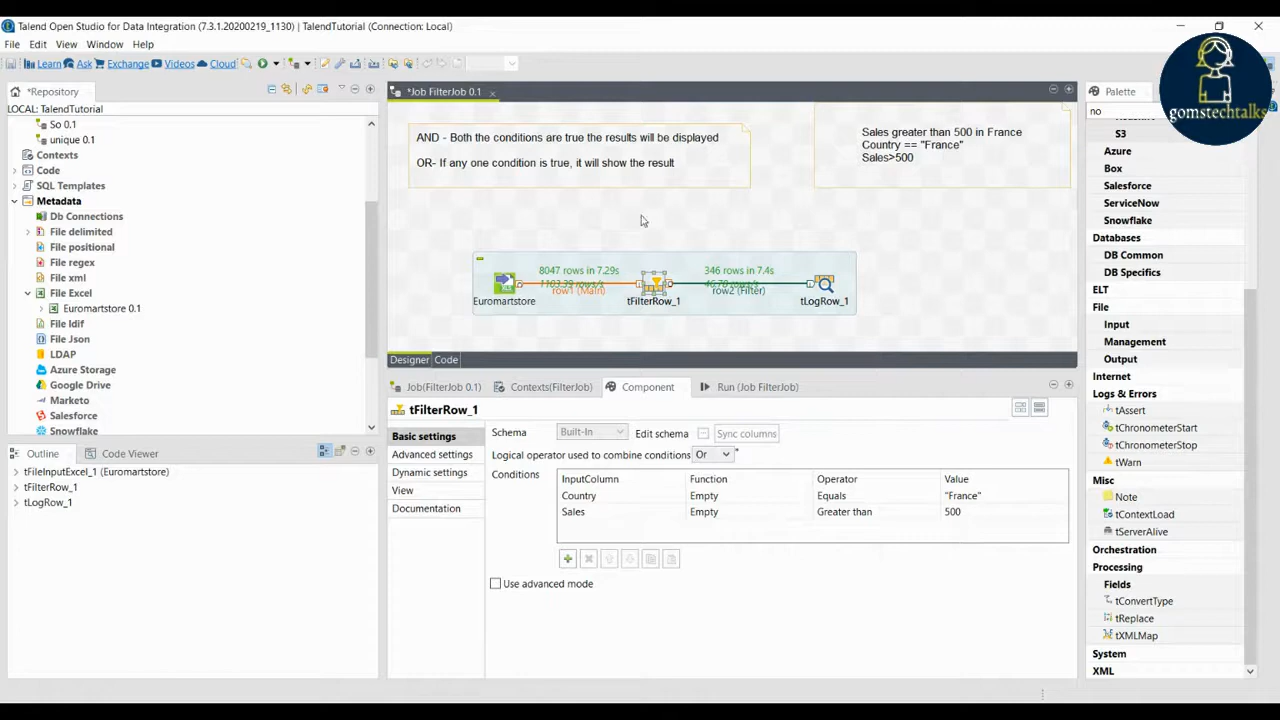 Talend Open Studio for Data Integration (7.3.1.20200219_1130) | TalendTutorial (Connection: Local)
File Edit View Window Help
Learn Ask Exchange Videos Cloud
gomstechtalks
*Repository
LOCAL: TalendTutorial
So 0.1
unique 0.1
Contexts
Code
SQL Templates
Metadata
Db Connections
File delimited
File positional
File regex
File xml
File Excel
Euromartstore 0.1
File ldif
File Json
LDAP
Azure Storage
Google Drive
Marketo
Salesforce
Snowflake
Outline Code Viewer
tFileInputExcel_1 (Euromartstore)
tFilterRow_1
tLogRow_1
*Job FilterJob 0.1
AND - Both the conditions are true the results will be displayed
OR- If any one condition is true, it will show the result
Sales greater than 500 in France
Country == "France"
Sales>500
8047 rows in 7.29s
1103.39 rows/s
row1 (Main)
346 rows in 7.4s
row2 (Filter)
Euromartstore
tFilterRow_1
tLogRow_1
Designer Code
Job(FilterJob 0.1) Contexts(FilterJob) Component Run (Job FilterJob)
tFilterRow_1
Basic settings
Advanced settings
Dynamic settings
View
Documentation
Schema Built-In Edit schema Sync columns
Logical operator used to combine conditions Or *
Conditions
InputColumn Function Operator Value
Country Empty Equals "France"
Sales Empty Greater than 500
Use advanced mode
Palette
no
S3
Azure
Box
Salesforce
ServiceNow
Snowflake
Databases
DB Common
DB Specifics
ELT
File
Input
Management
Output
Internet
Logs & Errors
tAssert
tChronometerStart
tChronometerStop
tWarn
Misc
Note
tContextLoad
tServerAlive
Orchestration
Processing
Fields
tConvertType
tReplace
tXMLMap
System
XML